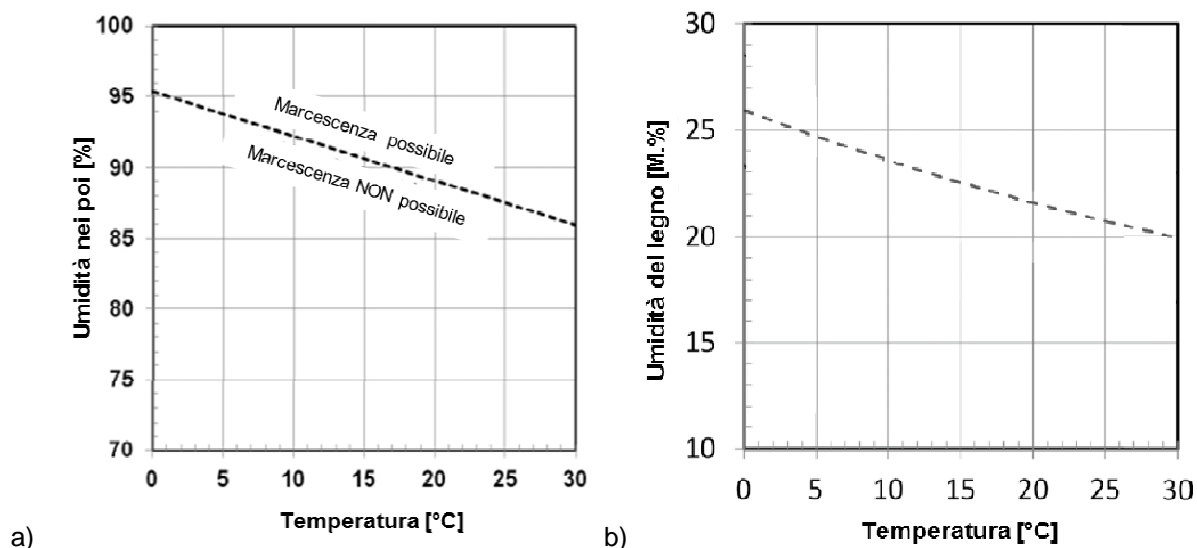 100
95
90
85
80
75
70
Umidità nei poi [%]
Marcescenza possibile
Marcescenza NON possibile
0 5 10 15 20 25 30
Temperatura [°C]
a)
30
25
20
15
10
Umidità del legno [M.%]
0 5 10 15 20 25 30
Temperatura [°C]
b)